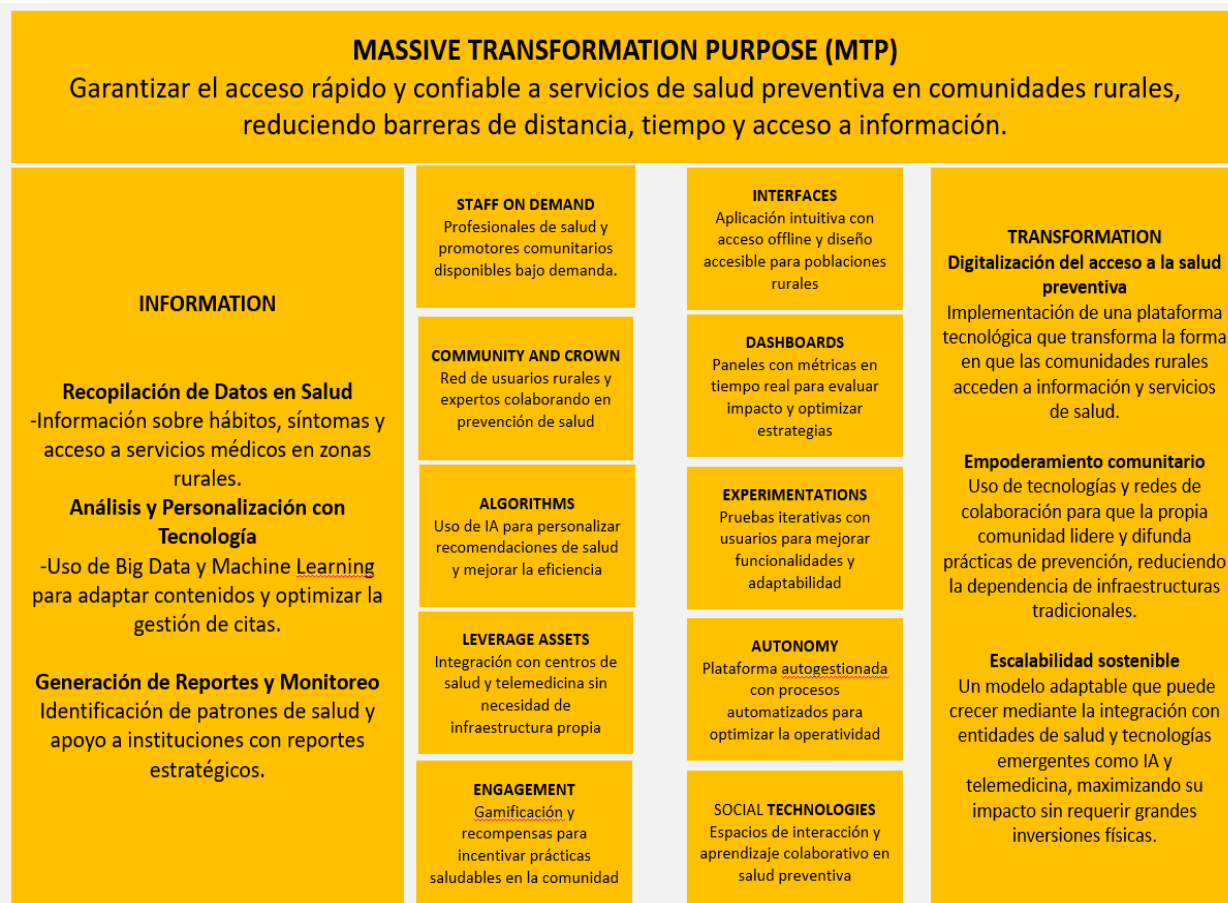 MASSIVE TRANSFORMATION PURPOSE (MTP)
Garantizar el acceso rápido y confiable a servicios de salud preventiva en comunidades rurales,
reduciendo barreras de distancia, tiempo y acceso a información.
INFORMATION
Recopilación de Datos en Salud
-Información sobre hábitos, síntomas y
acceso a servicios médicos en zonas
rurales.
Análisis y Personalización con
Tecnología
-Uso de Big Data y Machine Learning
para adaptar contenidos y optimizar la
gestión de citas.
Generación de Reportes y Monitoreo
Identificación de patrones de salud y
apoyo a instituciones con reportes
estratégicos.
STAFF ON DEMAND
Profesionales de salud y
promotores comunitarios
disponibles bajo demanda.
COMMUNITY AND CROWN
Red de usuarios rurales y
expertos colaborando en
prevención de salud
ALGORITHMS
Uso de IA para personalizar
recomendaciones de salud
y mejorar la eficiencia
LEVERAGE ASSETS
Integración con centros de
salud y telemedicina sin
necesidad de
infraestructura propia
ENGAGEMENT
Gamificación y
recompensas para
incentivar prácticas
saludables en la comunidad
INTERFACES
Aplicación intuitiva con
acceso offline y diseño
accesible para poblaciones
rurales
DASHBOARDS
Paneles con métricas en
tiempo real para evaluar
impacto y optimizar
estrategias
EXPERIMENTATIONS
Pruebas iterativas con
usuarios para mejorar
funcionalidades y
adaptabilidad
AUTONOMY
Plataforma autogestionada
con procesos
automatizados para
optimizar la operatividad
SOCIAL TECHNOLOGIES
Espacios de interacción y
aprendizaje colaborativo en
salud preventiva
TRANSFORMATION
Digitalización del acceso a la salud
preventiva
Implementación de una plataforma
tecnológica que transforma la forma
en que las comunidades rurales
acceden a información y servicios
de salud.
Empoderamiento comunitario
Uso de tecnologías y redes de
colaboración para que la propia
comunidad lidere y difunda
prácticas de prevención, reduciendo
la dependencia de infraestructuras
tradicionales.
Escalabilidad sostenible
Un modelo adaptable que puede
crecer mediante la integración con
entidades de salud y tecnologías
emergentes como IA y
telemedicina, maximizando su
impacto sin requerir grandes
inversiones físicas.